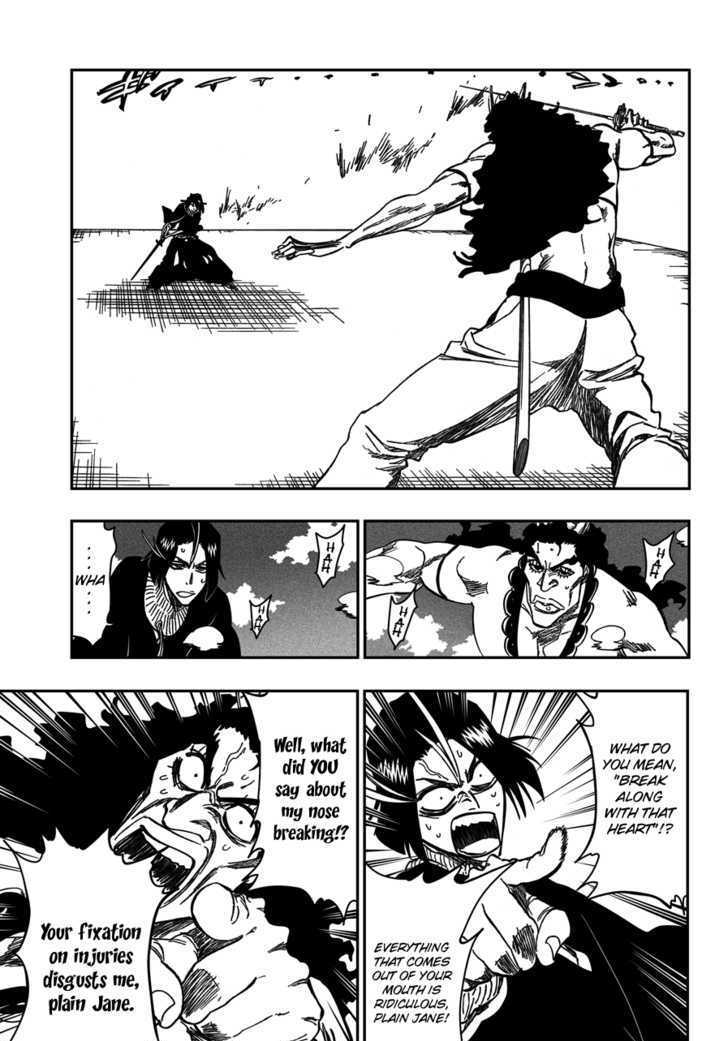 HAH
HAH
HAH
HAH
. . . .
WHA
. . . .
WHAT DO
YOU MEAN,
"BREAK
ALONG
WITH THAT
HEART"!?
EVERYTHING
THAT COMES
OUT OF YOUR
MOUTH IS
RIDICULOUS,
PLAIN JANE!
Well, what
did YOU
say about
my nose
breaking!?
Your fixation
on injuries
disgusts me,
plain Jane.